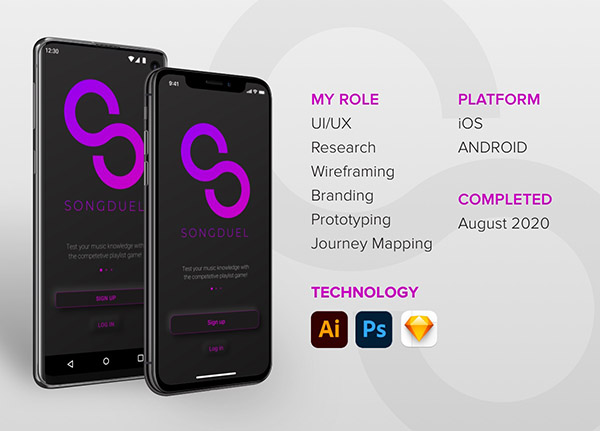 12:30
SONGDUEL
Test your music knowledge with
the competetive playlist game!
SIGN UP
LOG IN
9:41
SONGDUEL
Test your music knowledge with
the competetive playlist game!
Sign up
Log in
MY ROLE
UI/UX
Research
Wireframing
Branding
Prototyping
Journey Mapping
PLATFORM
iOS
ANDROID
COMPLETED
August 2020
TECHNOLOGY
Ai
Ps